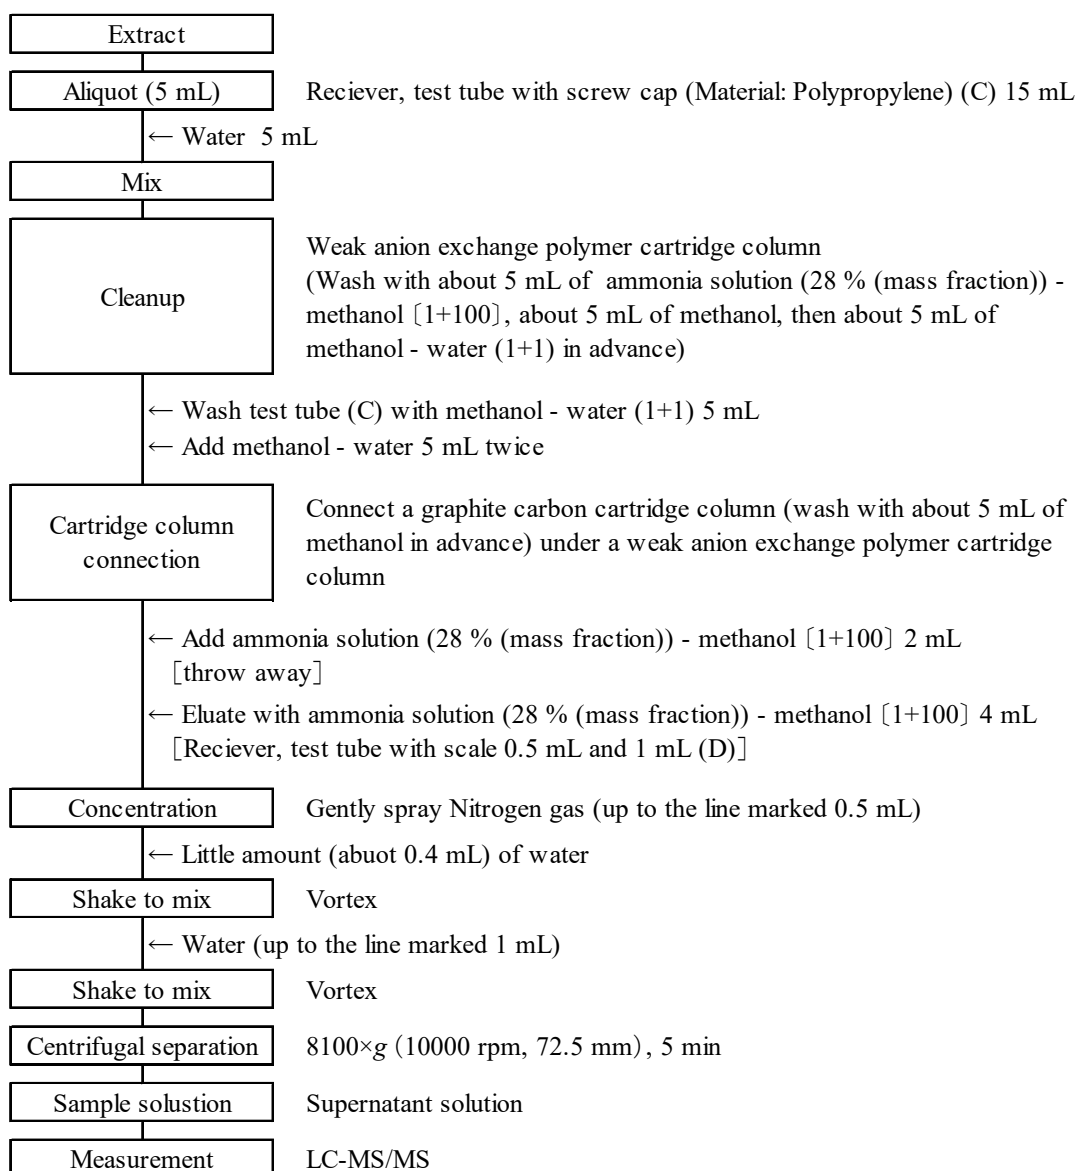 Extract
Aliquot (5 mL)
Reciever, test tube with screw cap (Material: Polypropylene) (C) 15 mL
← Water 5 mL
Mix
Cleanup
Weak anion exchange polymer cartridge column
(Wash with about 5 mL of ammonia solution (28 % (mass fraction)) -
methanol〔1+100〕, about 5 mL of methanol, then about 5 mL of
methanol - water (1+1) in advance)
← Wash test tube (C) with methanol - water (1+1) 5 mL
← Add methanol - water 5 mL twice
Cartridge column
connection
Connect a graphite carbon cartridge column (wash with about 5 mL of
methanol in advance) under a weak anion exchange polymer cartridge
column
← Add ammonia solution (28 % (mass fraction)) - methanol〔1+100〕2 mL
［throw away］
← Eluate with ammonia solution (28 % (mass fraction)) - methanol〔1+100〕4 mL
［Reciever, test tube with scale 0.5 mL and 1 mL (D)］
Concentration
Gently spray Nitrogen gas (up to the line marked 0.5 mL)
← Little amount (abuot 0.4 mL) of water
Shake to mix
Vortex
← Water (up to the line marked 1 mL)
Shake to mix
Vortex
Centrifugal separation
8100×g（10000 rpm, 72.5 mm）, 5 min
Sample solustion
Supernatant solution
Measurement
LC-MS/MS